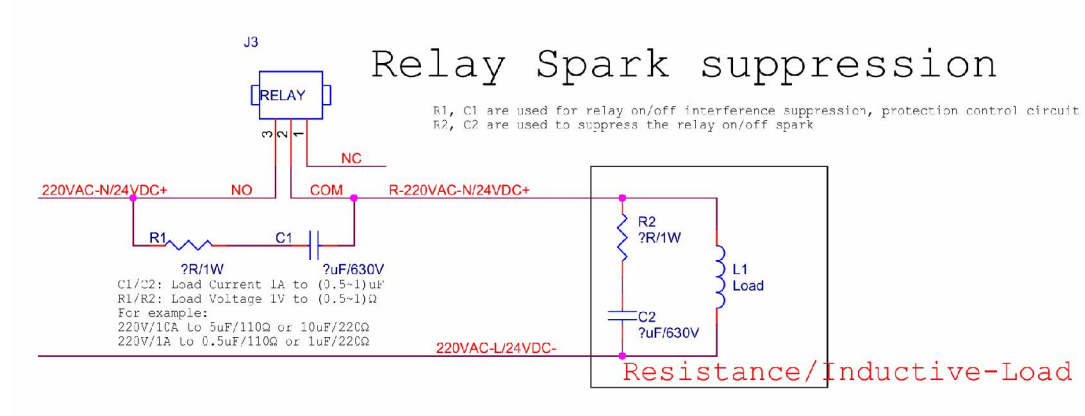 J3
Relay Spark suppression
RELAY
R1, C1 are used for relay on/off interference suppression, protection control circuit
R2, C2 are used to suppress the relay on/off spark
3 2 1
NC
220VAC-N/24VDC+ NO COM R-220VAC-N/24VDC+
R2
?R/1W
R1 C1
?R/1W ?uF/630V
L1
Load
C1/C2: Load Current 1A to (0.5~1)uF
R1/R2: Load Voltage 1V to (0.5~1)Ω
For example:
220V/10A to 5uF/110Ω or 10uF/220Ω
220V/1A to 0.5uF/110Ω or 1uF/220Ω
C2
?uF/630V
220VAC-L/24VDC-
Resistance/Inductive-Load